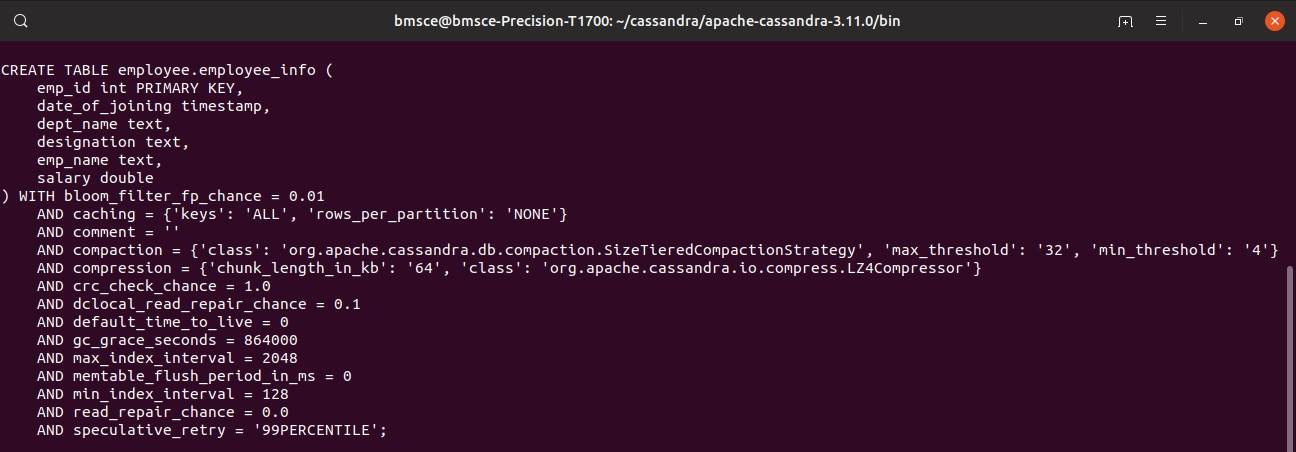 bmsce@bmsce-Precision-T1700: ~/cassandra/apache-cassandra-3.11.0/bin
CREATE TABLE employee.employee_info (
    emp_id int PRIMARY KEY,
    date_of_joining timestamp,
    dept_name text,
    designation text,
    emp_name text,
    salary double
) WITH bloom_filter_fp_chance = 0.01
    AND caching = {'keys': 'ALL', 'rows_per_partition': 'NONE'}
    AND comment = ''
    AND compaction = {'class': 'org.apache.cassandra.db.compaction.SizeTieredCompactionStrategy', 'max_threshold': '32', 'min_threshold': '4'}
    AND compression = {'chunk_length_in_kb': '64', 'class': 'org.apache.cassandra.io.compress.LZ4Compressor'}
    AND crc_check_chance = 1.0
    AND dclocal_read_repair_chance = 0.1
    AND default_time_to_live = 0
    AND gc_grace_seconds = 864000
    AND max_index_interval = 2048
    AND memtable_flush_period_in_ms = 0
    AND min_index_interval = 128
    AND read_repair_chance = 0.0
    AND speculative_retry = '99PERCENTILE';